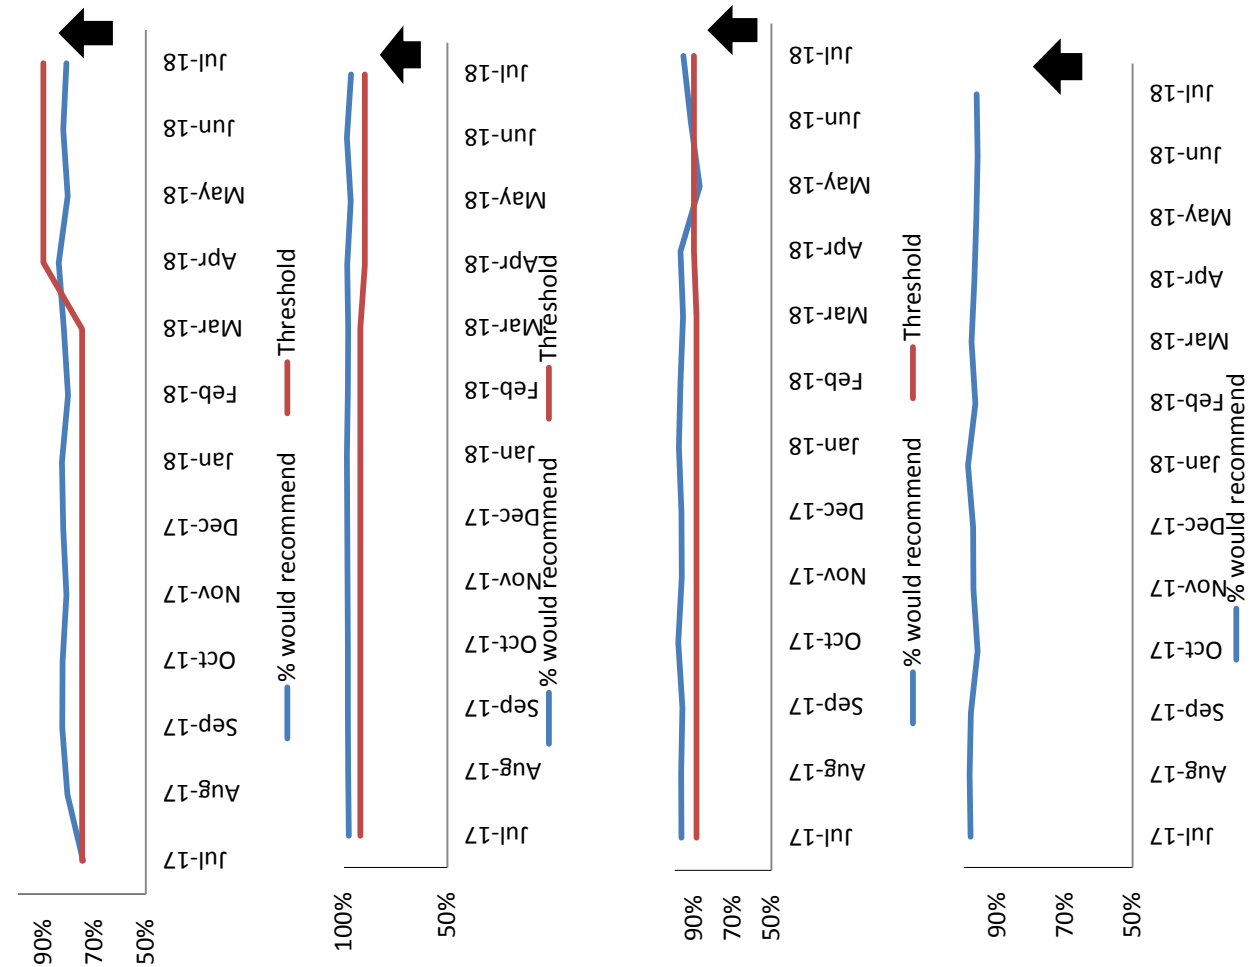 90%
70%
50%
Jul-17
Aug-17
Sep-17
Oct-17
Nov-17
Dec-17
Jan-18
Feb-18
Mar-18
Apr-18
May-18
Jun-18
Jul-18
% would recommend
Threshold
100%
50%
Jul-17
Aug-17
Sep-17
Oct-17
Nov-17
Dec-17
Jan-18
Feb-18
Mar-18
Apr-18
May-18
Jun-18
Jul-18
% would recommend
Threshold
90%
70%
50%
Jul-17
Aug-17
Sep-17
Oct-17
Nov-17
Dec-17
Jan-18
Feb-18
Mar-18
Apr-18
May-18
Jun-18
Jul-18
% would recommend
Threshold
90%
70%
50%
Jul-17
Aug-17
Sep-17
Oct-17
Nov-17
Dec-17
Jan-18
Feb-18
Mar-18
Apr-18
May-18
Jun-18
Jul-18
% would recommend